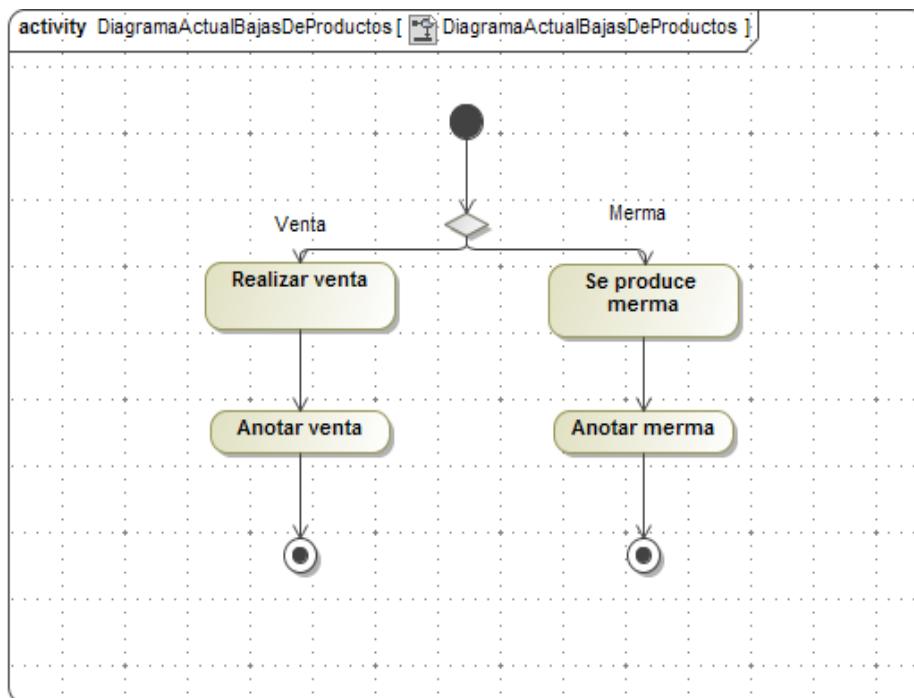 activity DiagramaActualBajasDeProductos [ DiagramaActualBajasDeProductos ]
Venta
Merma
Realizar venta
Se produce
merma
Anotar venta
Anotar merma